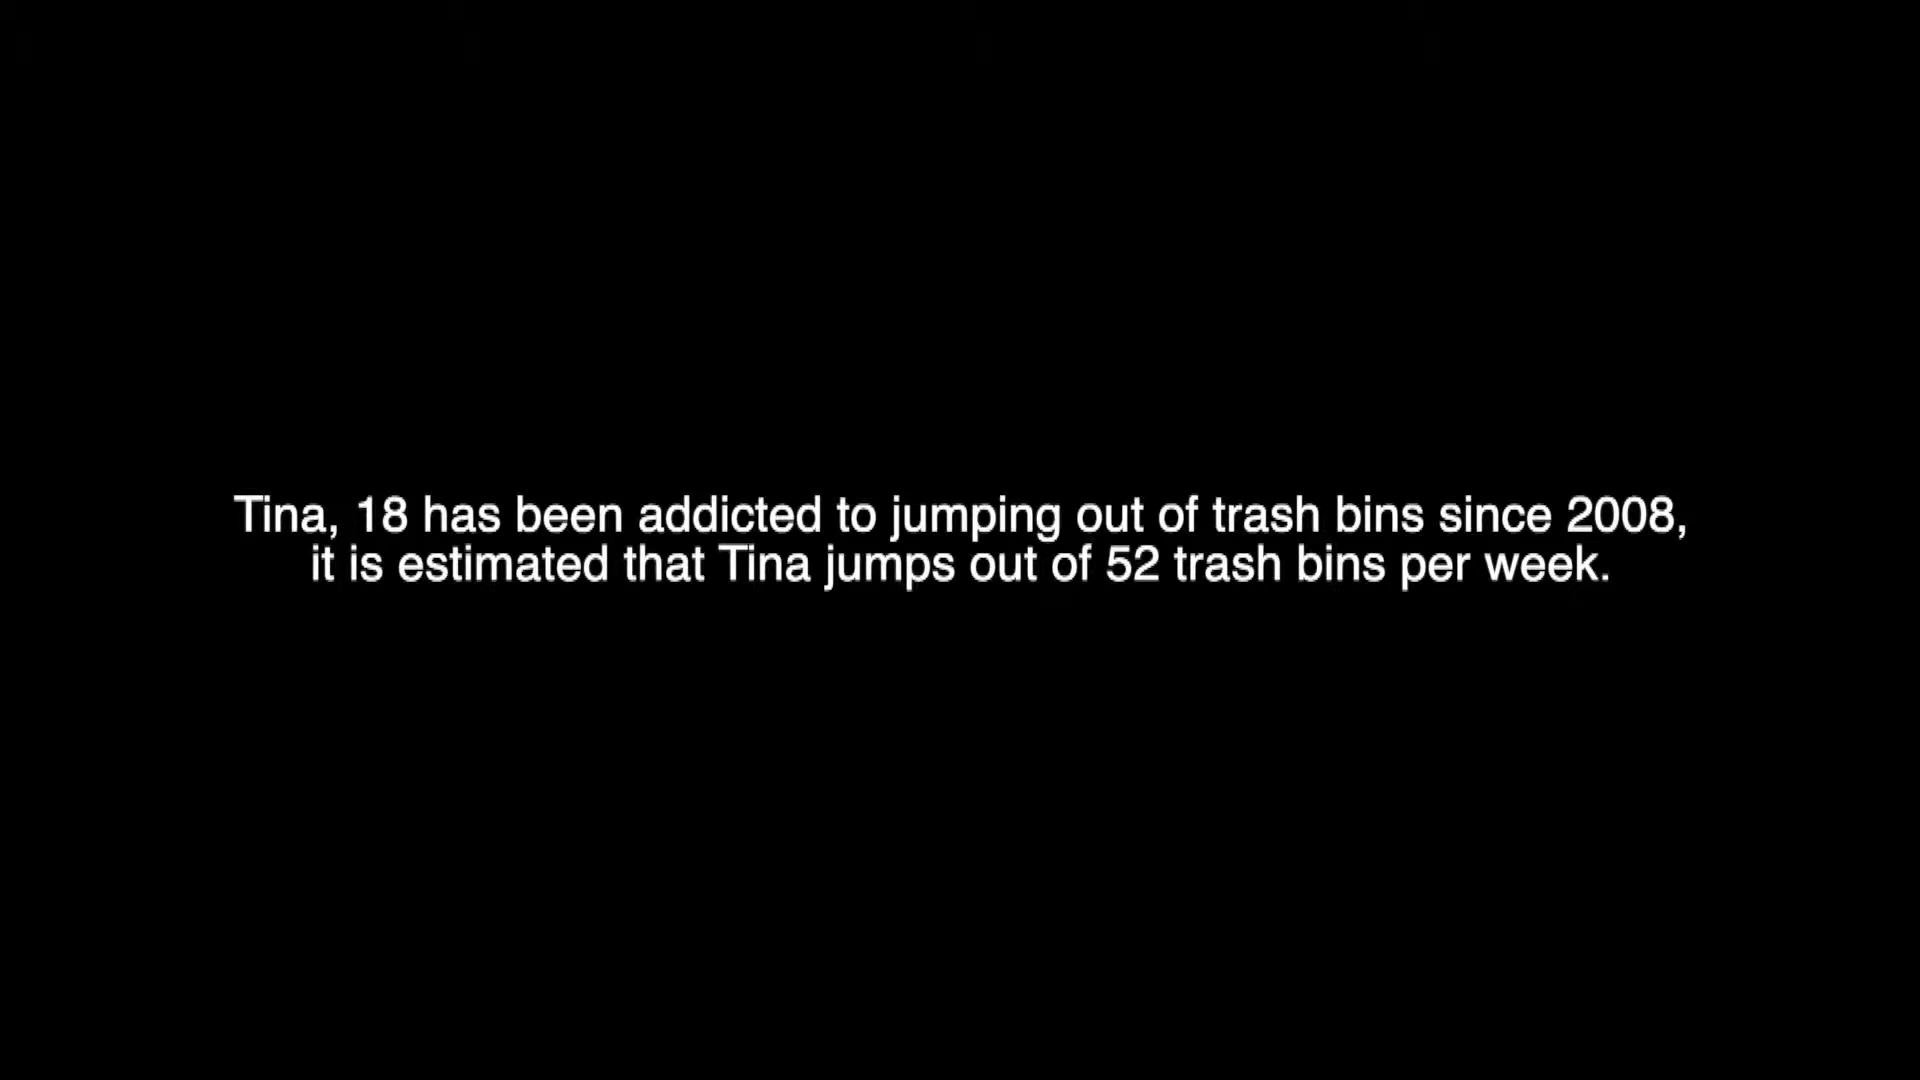 Tina, 18 has been addicted to jumping out of trash bins since 2008,
it is estimated that Tina jumps out of 52 trash bins per week.